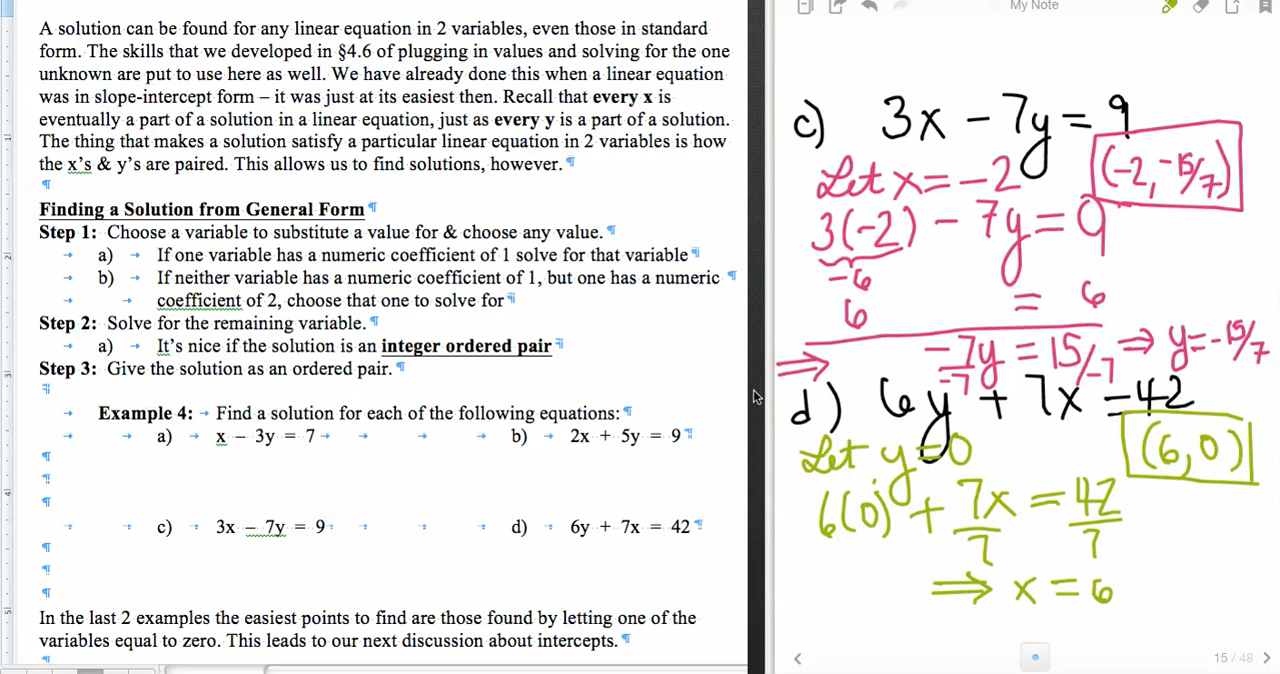 A solution can be found for any linear equation in 2 variables, even those in standard
form. The skills that we developed in §4.6 of plugging in values and solving for the one
unknown are put to use here as well. We have already done this when a linear equation
was in slope-intercept form – it was just at its easiest then. Recall that every x is
eventually a part of a solution in a linear equation, just as every y is a part of a solution.
The thing that makes a solution satisfy a particular linear equation in 2 variables is how
the x's & y's are paired. This allows us to find solutions, however.
Finding a Solution from General Form
Step 1: Choose a variable to substitute a value for & choose any value.
a) If one variable has a numeric coefficient of 1 solve for that variable
b) If neither variable has a numeric coefficient of 1, but one has a numeric
coefficient of 2, choose that one to solve for
Step 2: Solve for the remaining variable.
a) It's nice if the solution is an integer ordered pair
Step 3: Give the solution as an ordered pair.
Example 4: Find a solution for each of the following equations:
a) x – 3y = 7 b) 2x + 5y = 9
c) 3x – 7y = 9 d) 6y + 7x = 42
In the last 2 examples the easiest points to find are those found by letting one of the
variables equal to zero. This leads to our next discussion about intercepts.
My Note
c) 3x - 7y = 9
Let x = -2 (-2, -15/7)
3(-2) - 7y = 9
-6
6 = 6
⇒ -7y = 15/-7 ⇒ y = -15/7
-7
d) 6y + 7x = 42
Let y = 0 (6, 0)
6(0) + 7x = 42
7 7
⇒ x = 6
15 / 48